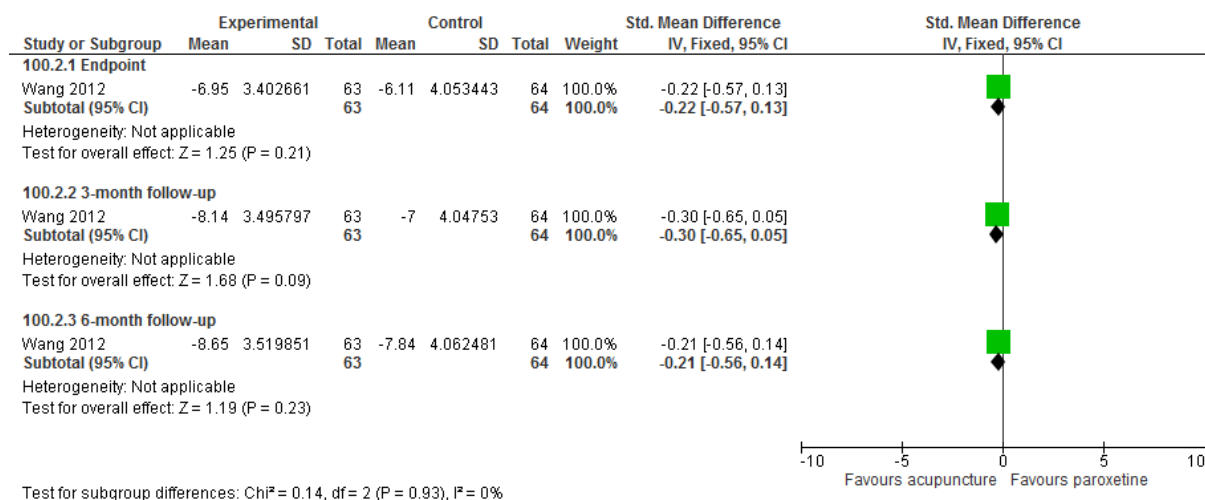 Experimental Control Std. Mean Difference Std. Mean Difference
Study or Subgroup Mean SD Total Mean SD Total Weight IV, Fixed, 95% CI IV, Fixed, 95% CI
100.2.1 Endpoint
Wang 2012 -6.95 3.402661 63 -6.11 4.053443 64 100.0% -0.22 [-0.57, 0.13]
Subtotal (95% CI) 63 64 100.0% -0.22 [-0.57, 0.13]
Heterogeneity: Not applicable
Test for overall effect: Z = 1.25 (P = 0.21)
100.2.2 3-month follow-up
Wang 2012 -8.14 3.495797 63 -7 4.04753 64 100.0% -0.30 [-0.65, 0.05]
Subtotal (95% CI) 63 64 100.0% -0.30 [-0.65, 0.05]
Heterogeneity: Not applicable
Test for overall effect: Z = 1.68 (P = 0.09)
100.2.3 6-month follow-up
Wang 2012 -8.65 3.519851 63 -7.84 4.062481 64 100.0% -0.21 [-0.56, 0.14]
Subtotal (95% CI) 63 64 100.0% -0.21 [-0.56, 0.14]
Heterogeneity: Not applicable
Test for overall effect: Z = 1.19 (P = 0.23)
-10 -5 0 5 10
Favours acupuncture Favours paroxetine
Test for subgroup differences: Chi² = 0.14, df = 2 (P = 0.93), I² = 0%